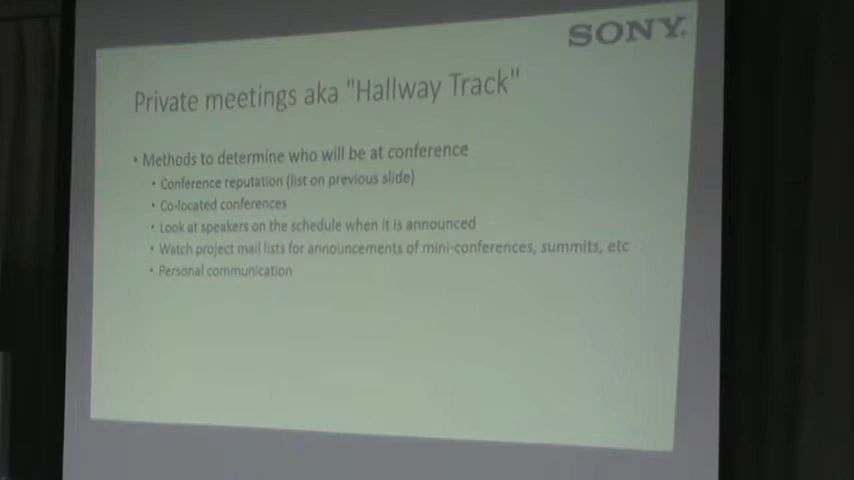 SONY
Private meetings aka "Hallway Track"
• Methods to determine who will be at conference
• Conference reputation (list on previous slide)
• Co-located conferences
• Look at speakers on the schedule when it is announced
• Watch project mail lists for announcements of mini-conferences, summits, etc
• Personal communication